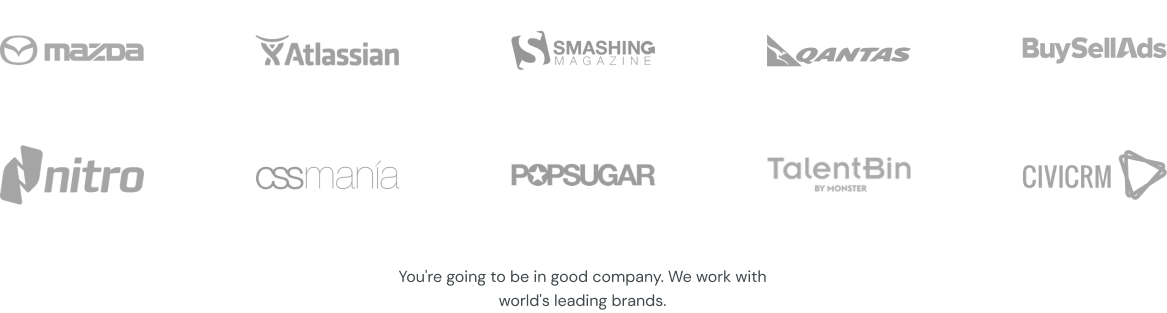 mazda
Atlassian
SMASHING
MAGAZINE
QANTAS
BuySellAds
nitro
cssmanía
POPSUGAR
TalentBin
BY MONSTER
CIVICRM
You're going to be in good company. We work with
world's leading brands.